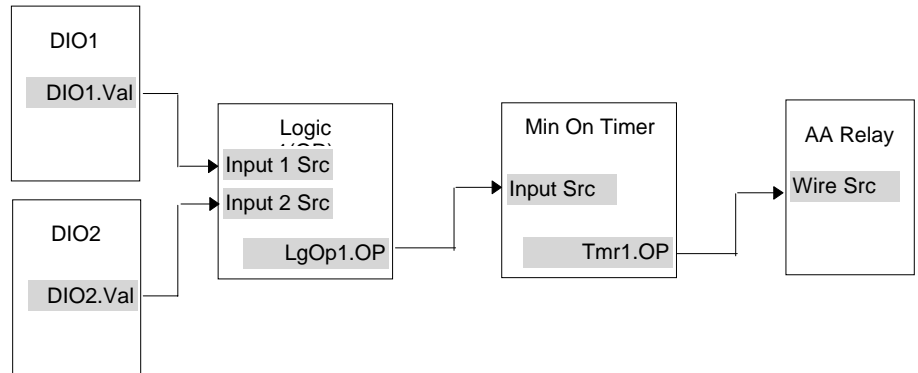 DIO1
DIO1.Val
DIO2
DIO2.Val
Logic
Input 1 Src
Input 2 Src
LgOp1.OP
Min On Timer
Input Src
Tmr1.OP
AA Relay
Wire Src